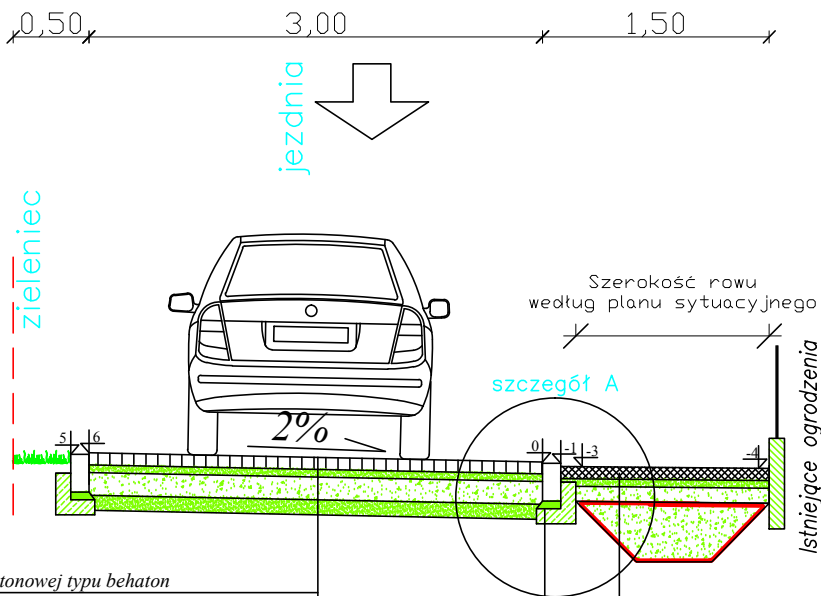 0,50
3,00
1,50
jezdnia
zieleniec
Szerokość rowu
według planu sytuacyjnego
szczegół A
Istniejące ogrodzenia
2%
5
6
0
-1
-3
-4
tonowej typu behaton